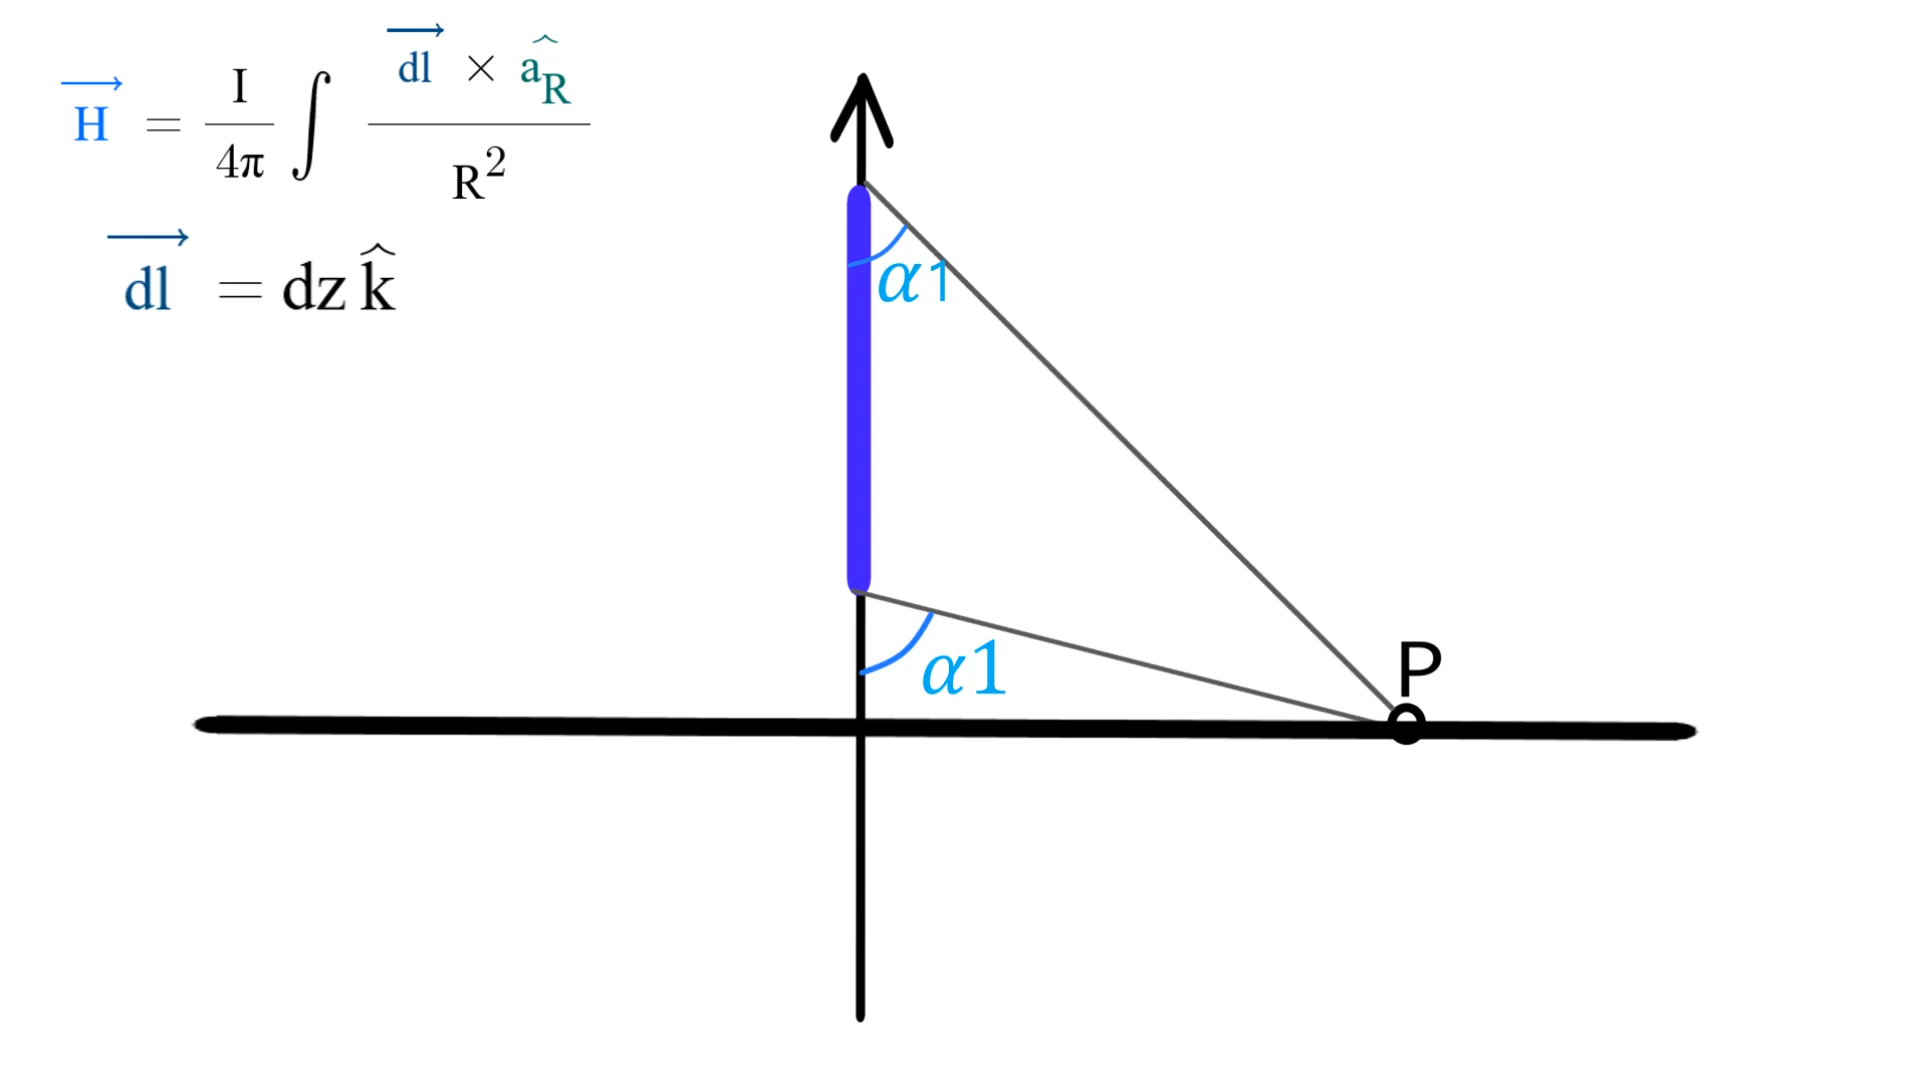 H⃗ = I/4π ∫ dl⃗ × â_R / R²
dl⃗ = dz k̂
α1
α1
P